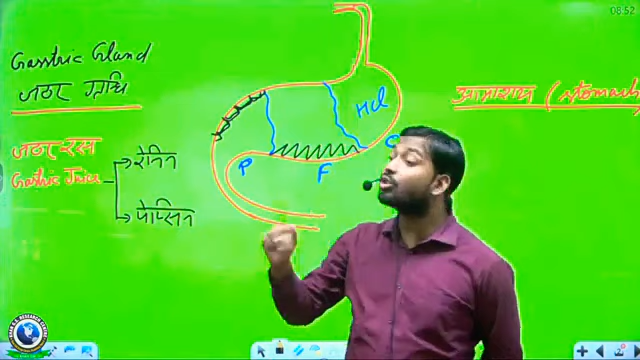 08:52
Gasstric Gland
जठर ग्रंथि
आमाशय (stomach)
HCl
C
जठर रस
Gastric Juice
रेनिन
पेप्सिन
P
F